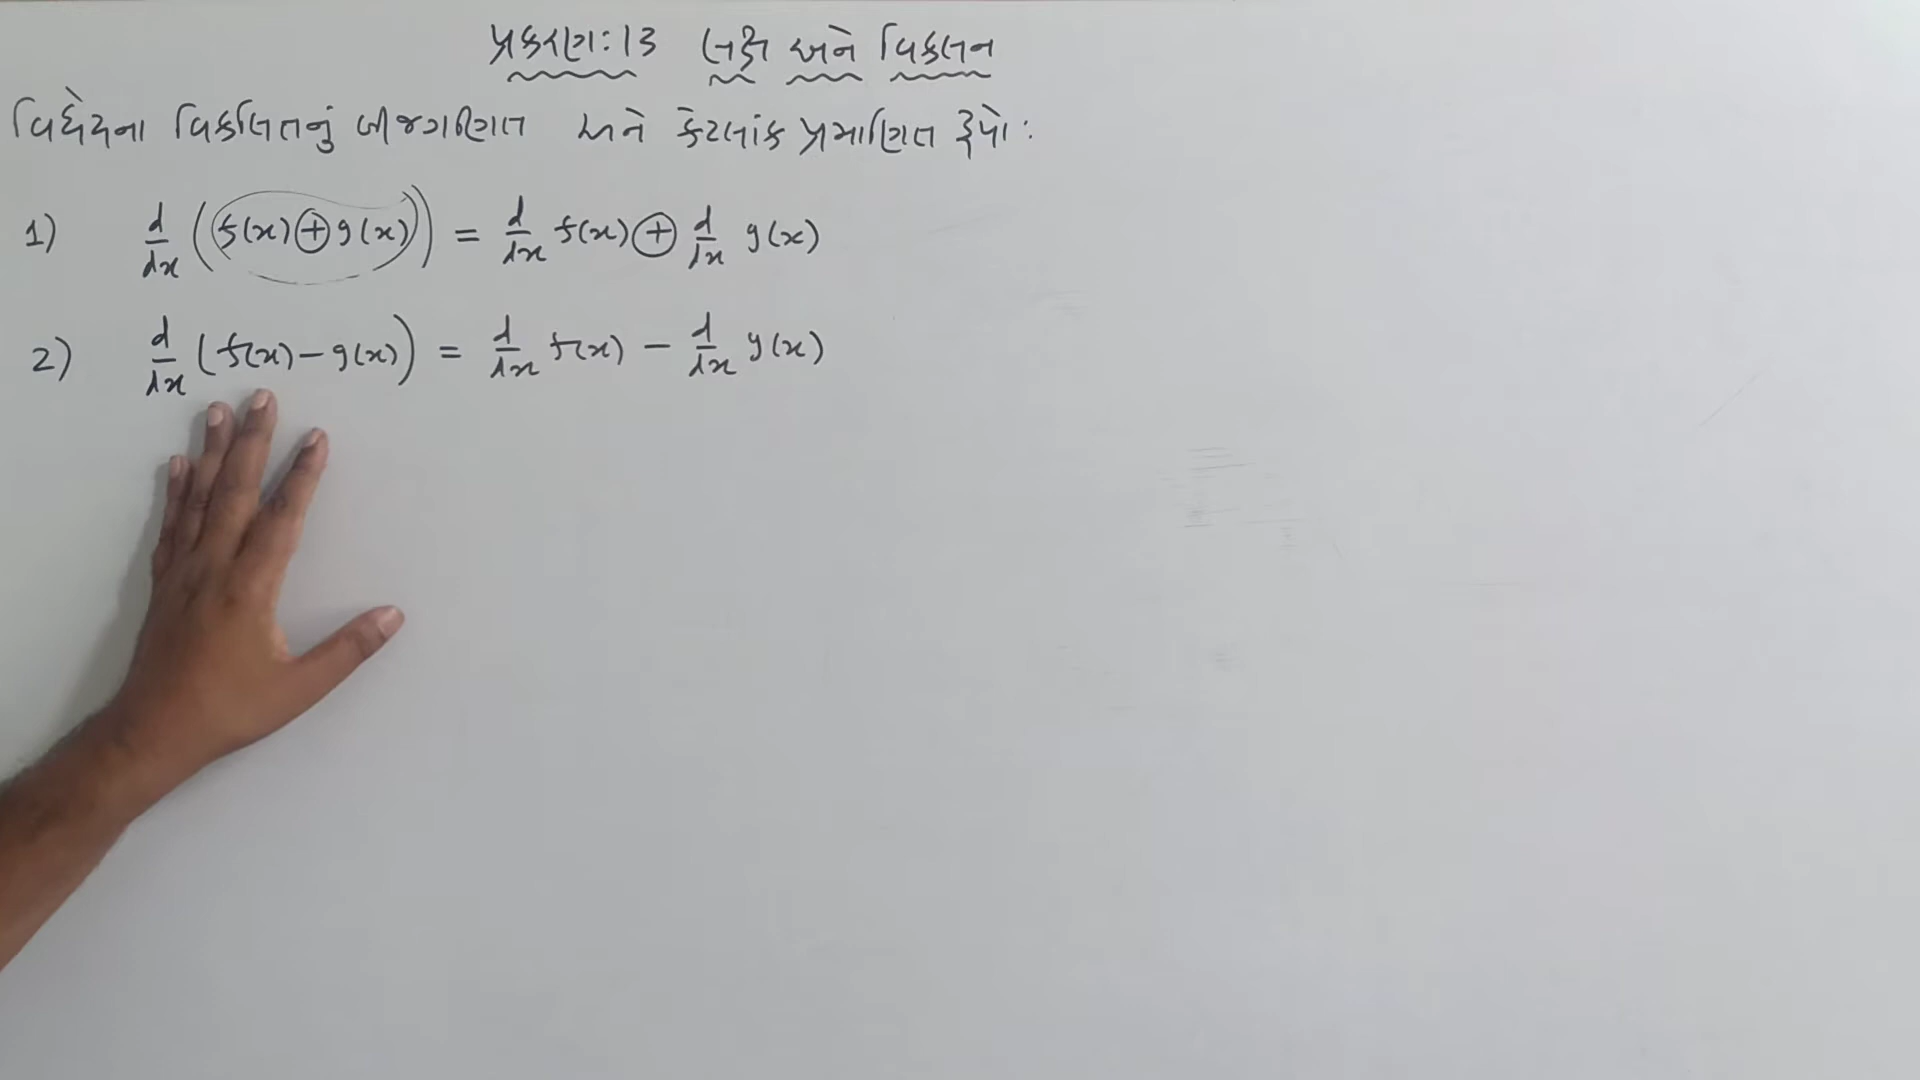 પ્રકરણ:13 લક્ષ અને વિકલન
વિધેયના વિકલિતનું બીજગણિત અને કેટલાંક પ્રમાણિત રૂપો:
1) d/dx (f(x)+g(x)) = d/dx f(x) + d/dx g(x)
2) d/dx (f(x)-g(x)) = d/dx f(x) - d/dx g(x)